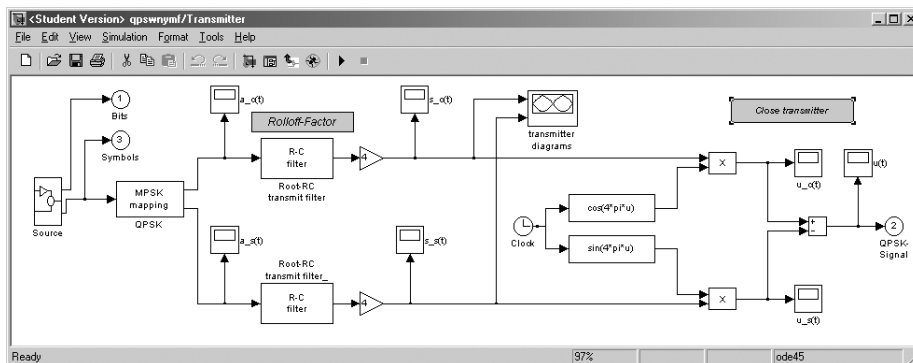 <Student Version> qpswnymf/Transmitter
File Edit View Simulation Format Tools Help
1
Bits
3
Symbols
Source
MPSK
mapping
QPSK
a_c(t)
Rolloff-Factor
R-C
filter
Root-RC
transmit filter
4
s_c(t)
transmitter
diagrams
Close transmitter
a_s(t)
Root-RC
transmit filter_
R-C
filter
4
s_s(t)
Clock
cos(4*pi*u)
sin(4*pi*u)
X
X
u_c(t)
u(t)
+
−
2
QPSK-
Signal
u_s(t)
Ready 97% ode45